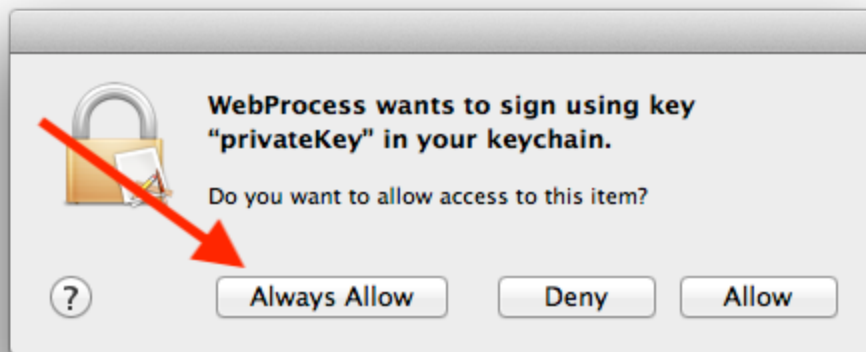 WebProcess wants to sign using key
“privateKey” in your keychain.
Do you want to allow access to this item?
?
Always Allow
Deny
Allow